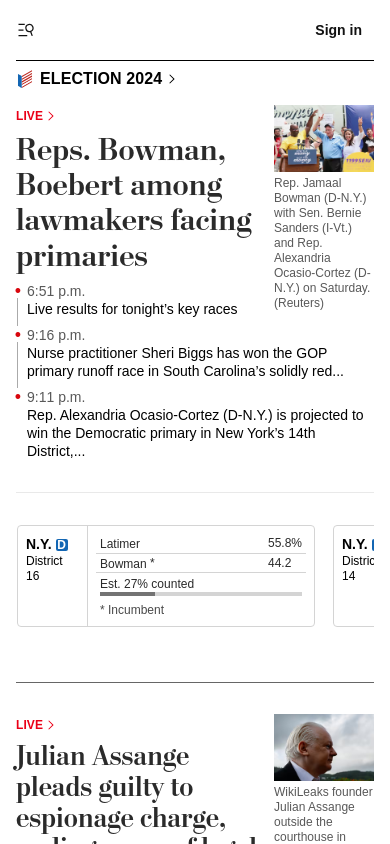 Sign in
ELECTION 2024
LIVE
Reps. Bowman,
Boebert among
lawmakers facing
primaries
Rep. Jamaal
Bowman (D-N.Y.)
with Sen. Bernie
Sanders (I-Vt.)
and Rep.
Alexandria
Ocasio-Cortez (D-
N.Y.) on Saturday.
(Reuters)
6:51 p.m.
Live results for tonight’s key races
9:16 p.m.
Nurse practitioner Sheri Biggs has won the GOP
primary runoff race in South Carolina’s solidly red...
9:11 p.m.
Rep. Alexandria Ocasio-Cortez (D-N.Y.) is projected to
win the Democratic primary in New York’s 14th
District,...
N.Y. D
District
16
Latimer 55.8%
Bowman * 44.2
Est. 27% counted
* Incumbent
N.Y.
Distric
14
LIVE
Julian Assange
pleads guilty to
espionage charge,
WikiLeaks founder
Julian Assange
outside the
courthouse in